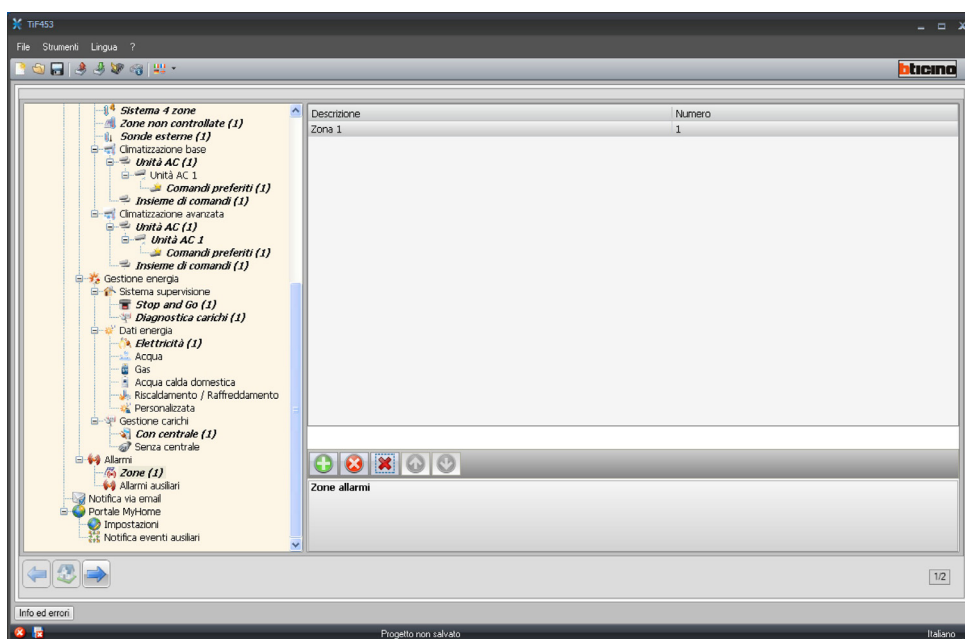 TiF453
File Strumenti Lingua ?
bticino
Sistema 4 zone
Zone non controllate (1)
Sonde esterne (1)
Climatizzazione base
Unità AC (1)
Unità AC 1
Comandi preferiti (1)
Insieme di comandi (1)
Climatizzazione avanzata
Unità AC (1)
Unità AC 1
Comandi preferiti (1)
Insieme di comandi (1)
Gestione energia
Sistema supervisione
Stop and Go (1)
Diagnostica carichi (1)
Dati energia
Elettricità (1)
Acqua
Gas
Acqua calda domestica
Riscaldamento / Raffreddamento
Personalizzata
Gestione carichi
Con centrale (1)
Senza centrale
Allarmi
Zone (1)
Allarmi ausiliari
Notifica via email
Portale MyHome
Impostazioni
Notifica eventi ausiliari
Descrizione Numero
Zona 1 1
Zone allarmi
1/2
Info ed errori
Progetto non salvato Italiano